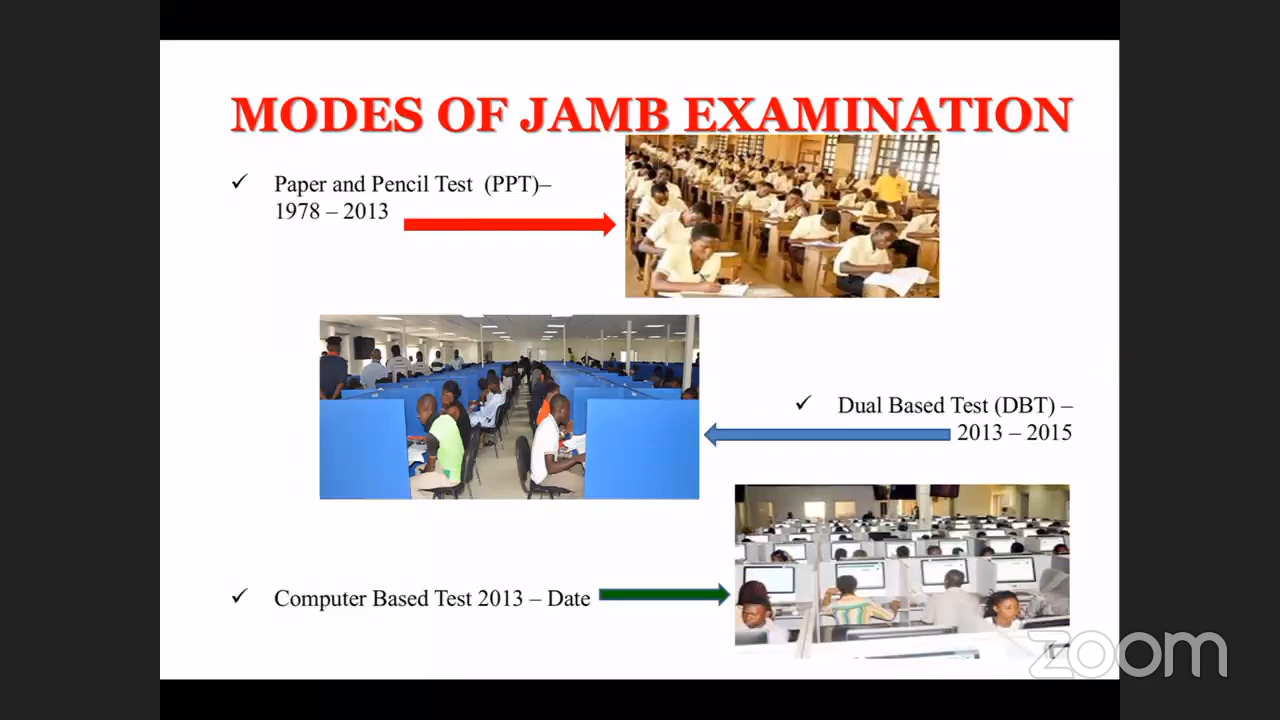 MODES OF JAMB EXAMINATION
✓ Paper and Pencil Test (PPT)–
1978 – 2013
✓ Dual Based Test (DBT) –
2013 – 2015
✓ Computer Based Test 2013 – Date
zoom